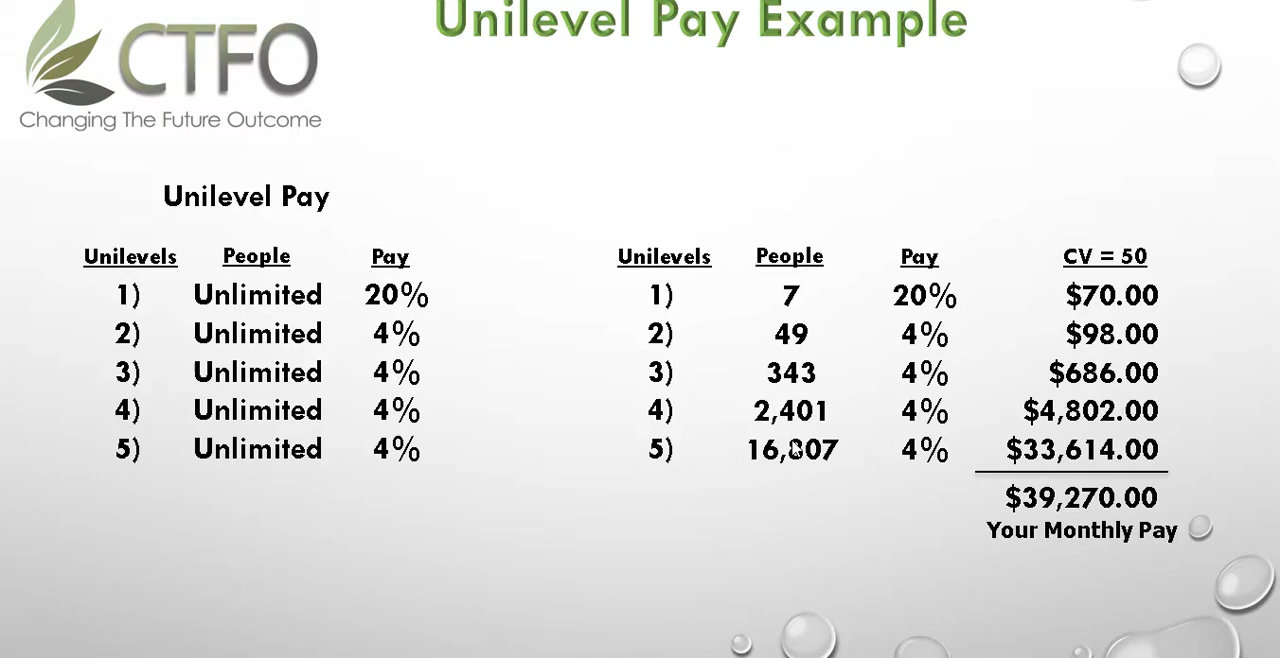 Unilevel Pay Example
CTFO
Changing The Future Outcome
Unilevel Pay
Unilevels People Pay
1) Unlimited 20%
2) Unlimited 4%
3) Unlimited 4%
4) Unlimited 4%
5) Unlimited 4%
Unilevels People Pay CV = 50
1) 7 20% $70.00
2) 49 4% $98.00
3) 343 4% $686.00
4) 2,401 4% $4,802.00
5) 16,807 4% $33,614.00
$39,270.00
Your Monthly Pay